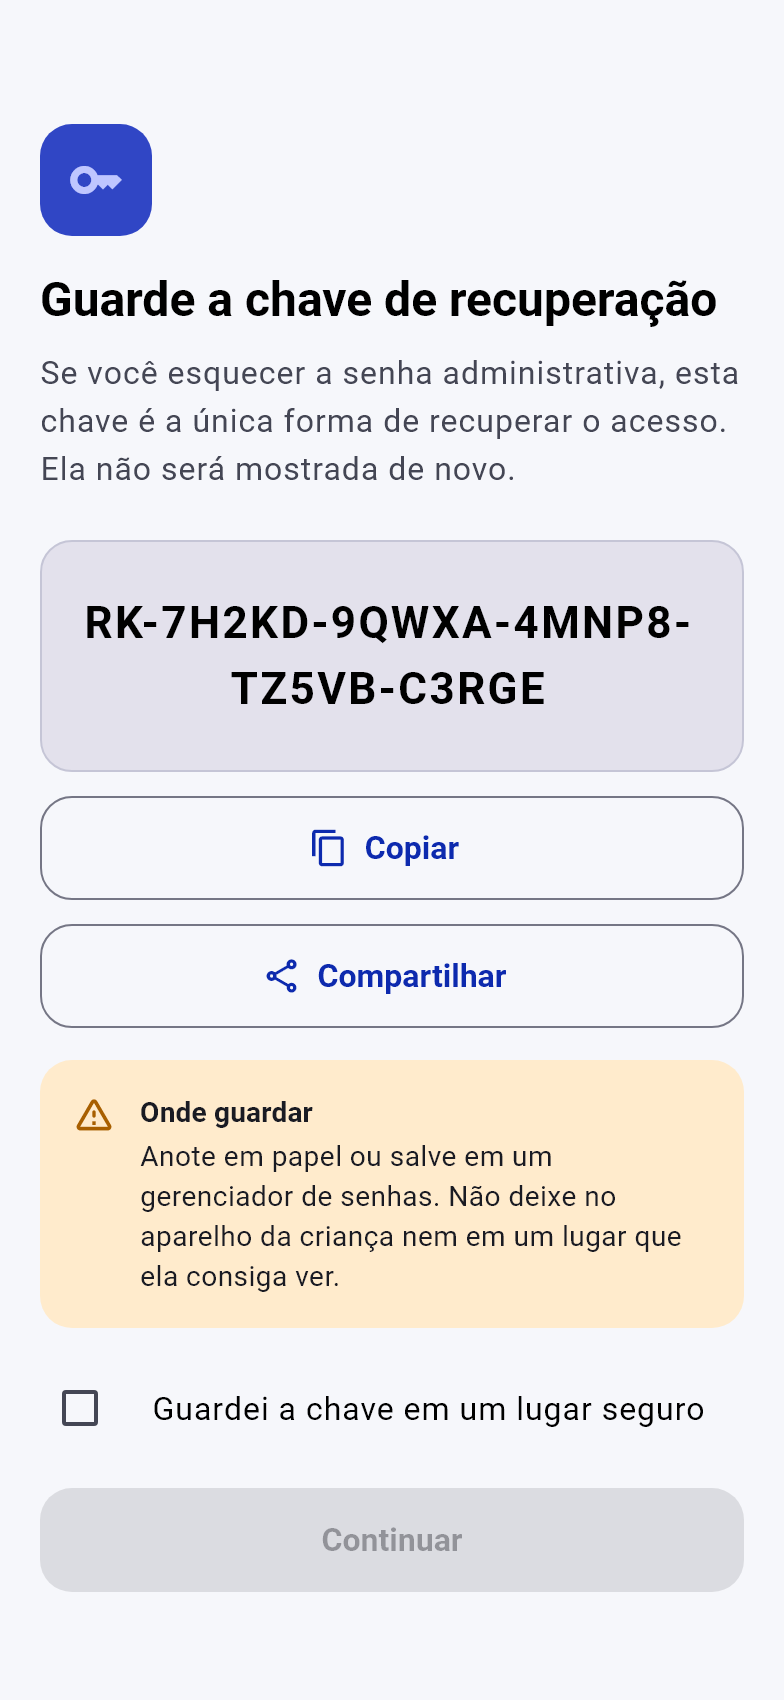 Guarde a chave de recuperação
Se você esquecer a senha administrativa, esta
chave é a única forma de recuperar o acesso.
Ela não será mostrada de novo.
RK-7H2KD-9QWXA-4MNP8-
TZ5VB-C3RGE
Copiar
Compartilhar
Onde guardar
Anote em papel ou salve em um
gerenciador de senhas. Não deixe no
aparelho da criança nem em um lugar que
ela consiga ver.
Guardei a chave em um lugar seguro
Continuar